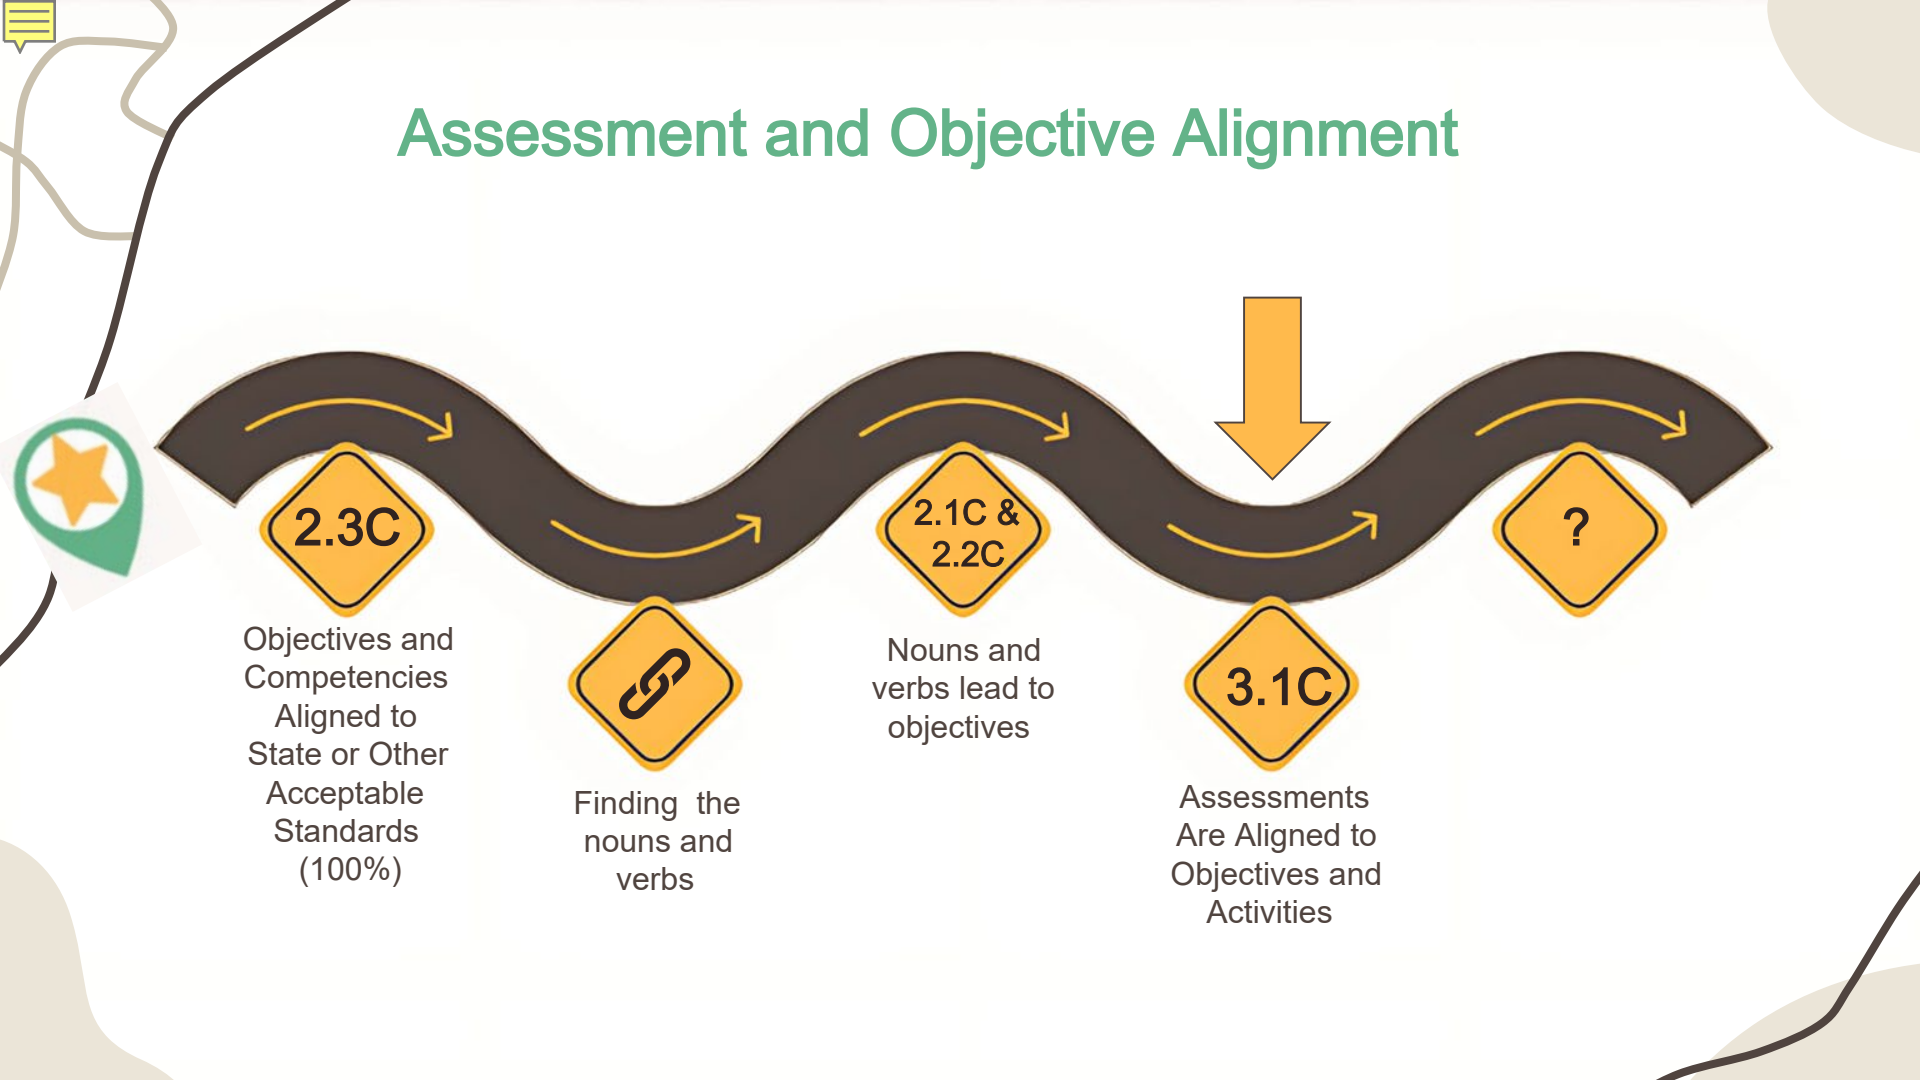 Assessment and Objective Alignment
2.3C
Objectives and
Competencies
Aligned to
State or Other
Acceptable
Standards
(100%)
Finding  the
nouns and
verbs
2.1C &
2.2C
Nouns and
verbs lead to
objectives
3.1C
Assessments
Are Aligned to
Objectives and
Activities
?